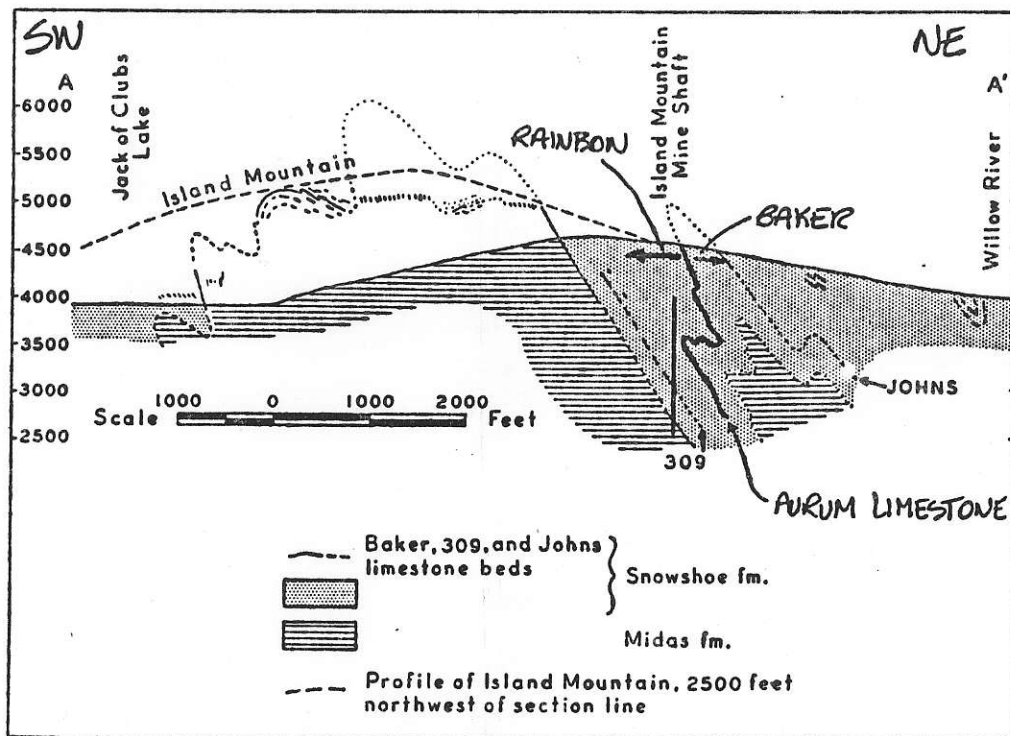 SW
NE
A
A'
Jack of Clubs
Lake
Island Mountain
Mine Shaft
Willow River
6000
5500
5000
4500
4000
3500
3000
2500
Island Mountain
RAINBOW
BAKER
JOHNS
309
AURUM LIMESTONE
Scale 1000 0 1000 2000 Feet
Baker, 309, and Johns
limestone beds
Snowshoe fm.
Midas fm.
Profile of Island Mountain, 2500 feet
northwest of section line